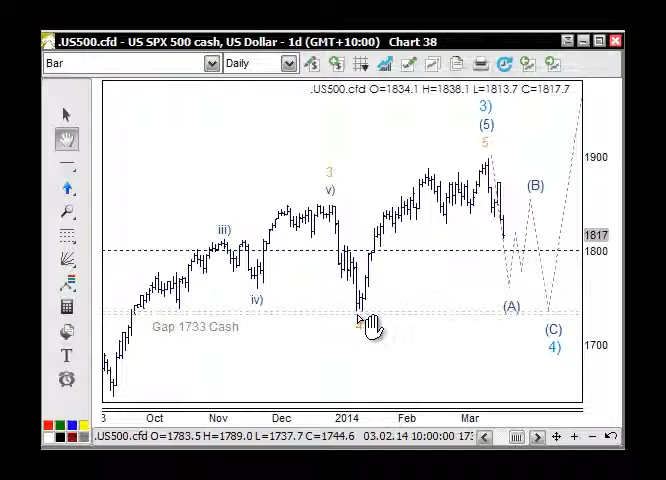 .US500.cfd - US SPX 500 cash, US Dollar - 1d (GMT+10:00)    Chart 38
Bar
Daily
.US500.cfd O=1834.1 H=1838.1 L=1813.7 C=1817.7
3)
(5)
5
3
v)
1900
(B)
iii)
1817
1800
iv)
(A)
Gap 1733 Cash
4
(C)
4)
1700
T
3 Oct Nov Dec 2014 Feb Mar
.US500.cfd O=1783.5 H=1789.0 L=1737.7 C=1744.6 03.02.14 10:00:00 173